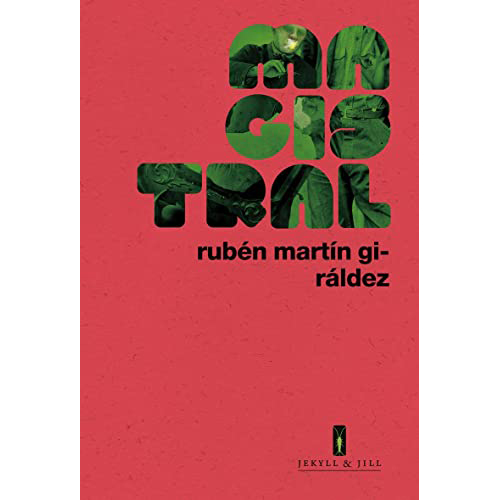 MA
GIS
TRAL
rubén martín gi-
ráldez
JEKYLL & JILL